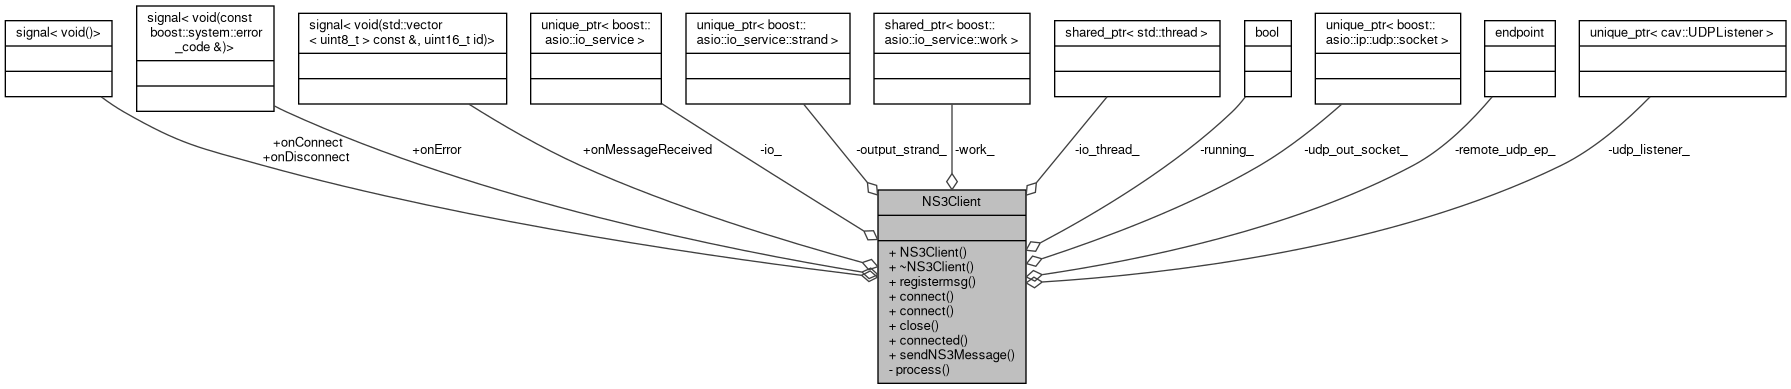 signal< void()>
signal< void(const
boost::system::error
_code &)>
signal< void(std::vector
< uint8_t > const &, uint16_t id)>
unique_ptr< boost::
asio::io_service >
unique_ptr< boost::
asio::io_service::strand >
shared_ptr< boost::
asio::io_service::work >
shared_ptr< std::thread >
bool
unique_ptr< boost::
asio::ip::udp::socket >
endpoint
unique_ptr< cav::UDPListener >
+onConnect
+onDisconnect
+onError
+onMessageReceived
-io_
-output_strand_
-work_
-io_thread_
-running_
-udp_out_socket_
-remote_udp_ep_
-udp_listener_
NS3Client
+ NS3Client()
+ ~NS3Client()
+ registermsg()
+ connect()
+ connect()
+ close()
+ connected()
+ sendNS3Message()
- process()